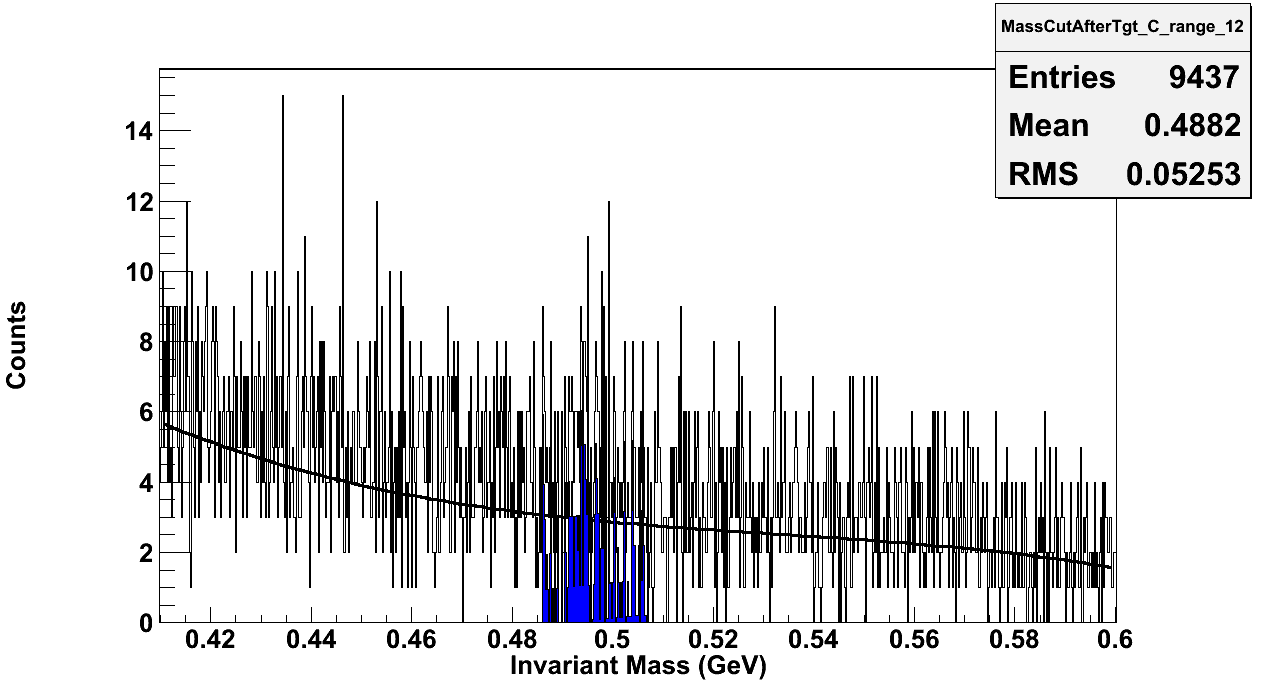 MassCutAfterTgt_C_range_12
Entries 9437
Mean 0.4882
RMS 0.05253
Counts
14
12
10
8
6
4
2
0
0.42 0.44 0.46 0.48 0.5 0.52 0.54 0.56 0.58 0.6
Invariant Mass (GeV)